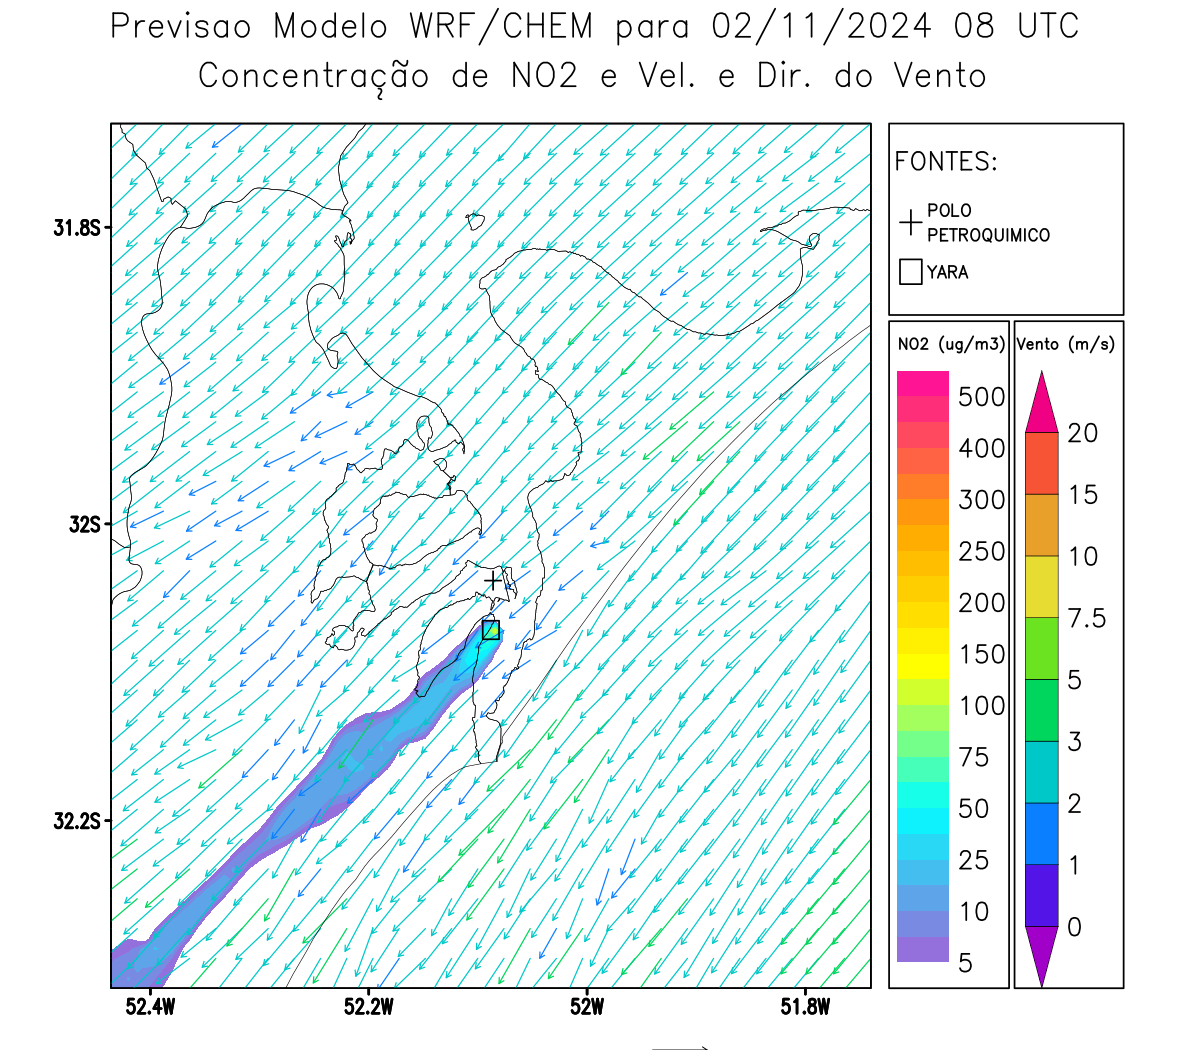 Previsao Modelo WRF/CHEM para 02/11/2024 08 UTC
Concentração de NO2 e Vel. e Dir. do Vento
FONTES:
POLO
PETROQUIMICO
YARA
NO2 (ug/m3)
500
400
300
250
200
150
100
75
50
25
10
5
Vento (m/s)
20
15
10
7.5
5
3
2
1
0
31.8S
32S
32.2S
52.4W
52.2W
52W
51.8W